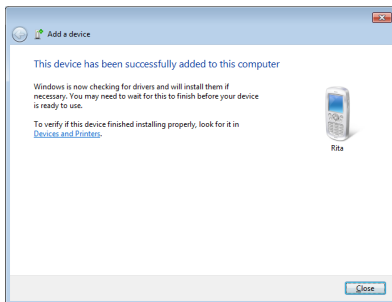 Add a device
This device has been successfully added to this computer
Windows is now checking for drivers and will install them if
necessary. You may need to wait for this to finish before your device
is ready to use.
To verify if this device finished installing properly, look for it in
Devices and Printers.
Rita
Close